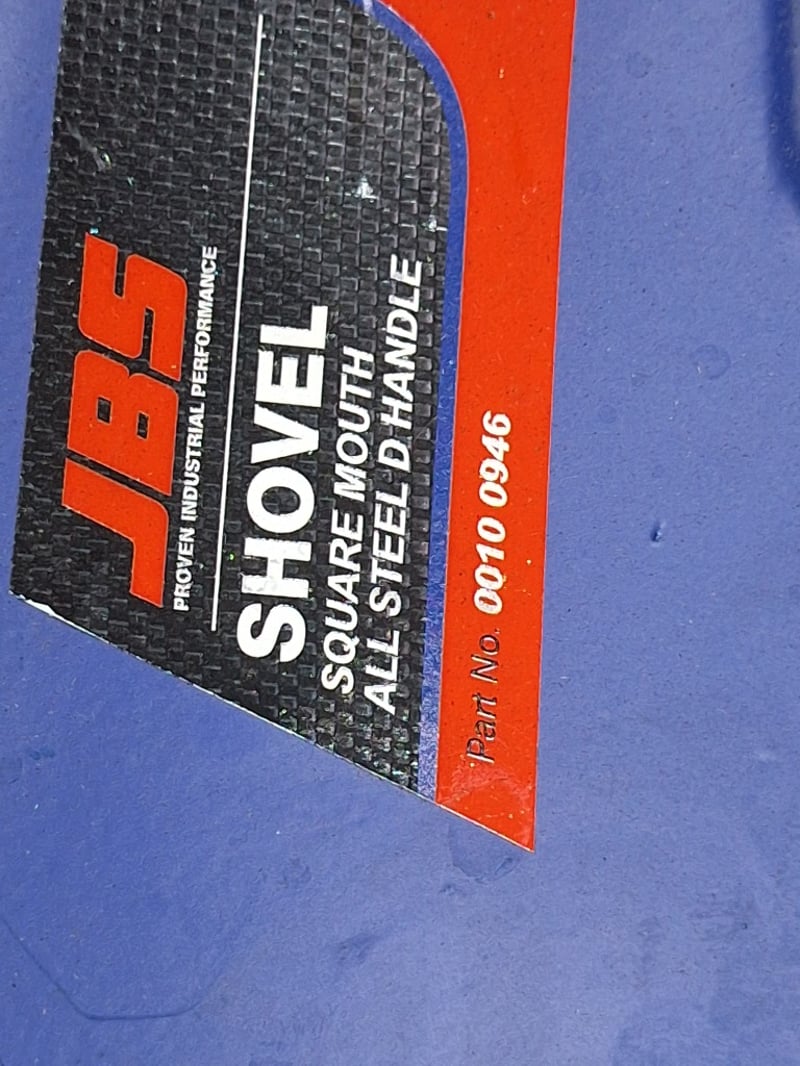 JBS
PROVEN INDUSTRIAL PERFORMANCE
SHOVEL
SQUARE MOUTH
ALL STEEL D HANDLE
Part No. 0010 0946